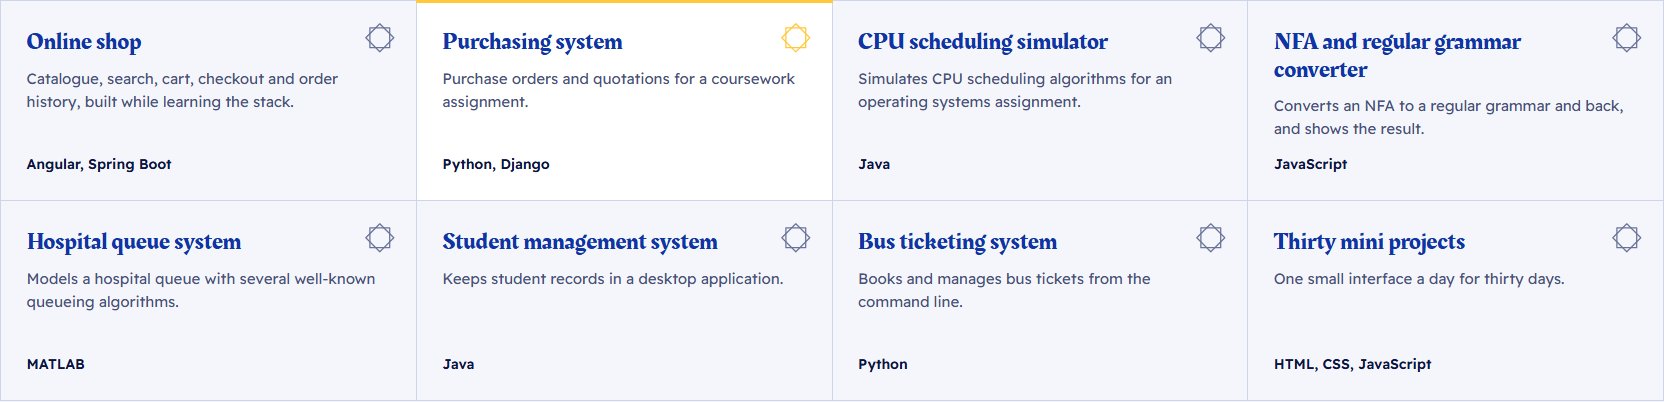 Online shop
Catalogue, search, cart, checkout and order
history, built while learning the stack.
Angular, Spring Boot
Purchasing system
Purchase orders and quotations for a coursework
assignment.
Python, Django
CPU scheduling simulator
Simulates CPU scheduling algorithms for an
operating systems assignment.
Java
NFA and regular grammar
converter
Converts an NFA to a regular grammar and back,
and shows the result.
JavaScript
Hospital queue system
Models a hospital queue with several well-known
queueing algorithms.
MATLAB
Student management system
Keeps student records in a desktop application.
Java
Bus ticketing system
Books and manages bus tickets from the
command line.
Python
Thirty mini projects
One small interface a day for thirty days.
HTML, CSS, JavaScript